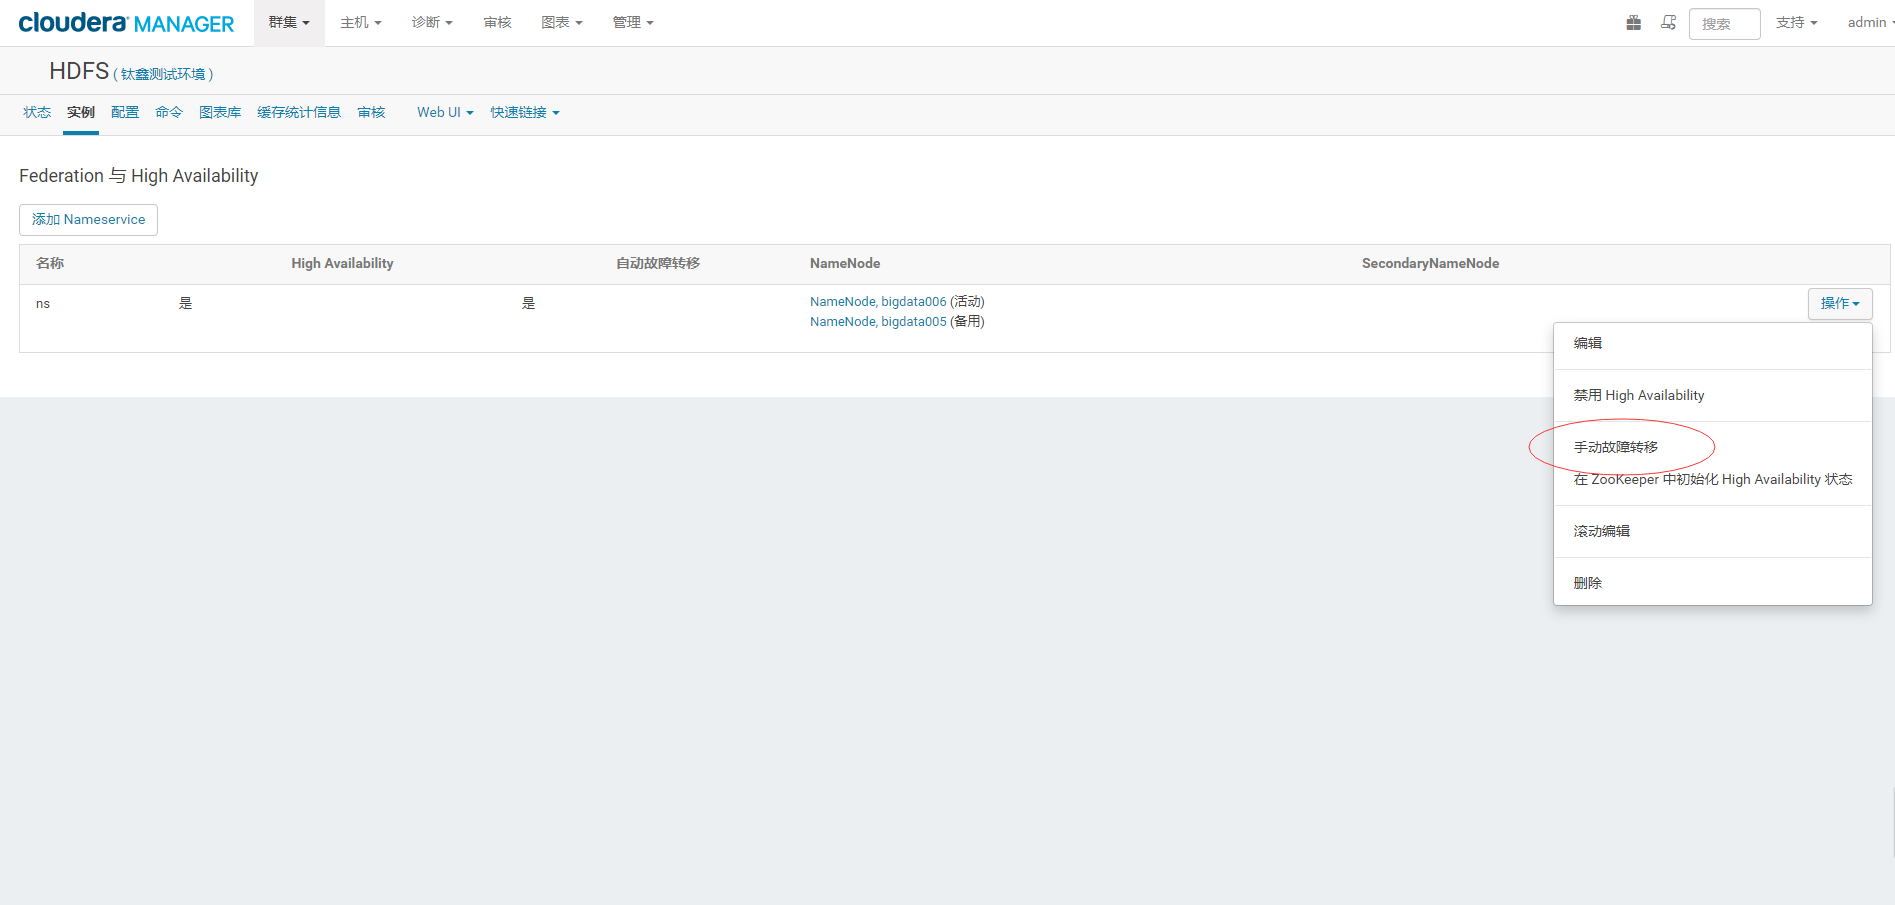 cloudera MANAGER 群集 主机 诊断 审核 图表 管理 搜索 支持 admin
HDFS ( 钛鑫测试环境 )
状态 实例 配置 命令 图表库 缓存统计信息 审核 Web UI 快速链接
Federation 与 High Availability
添加 Nameservice
名称 High Availability 自动故障转移 NameNode SecondaryNameNode
ns 是 是 NameNode, bigdata006 (活动) 操作
NameNode, bigdata005 (备用)
编辑
禁用 High Availability
手动故障转移
在 ZooKeeper 中初始化 High Availability 状态
滚动编辑
删除